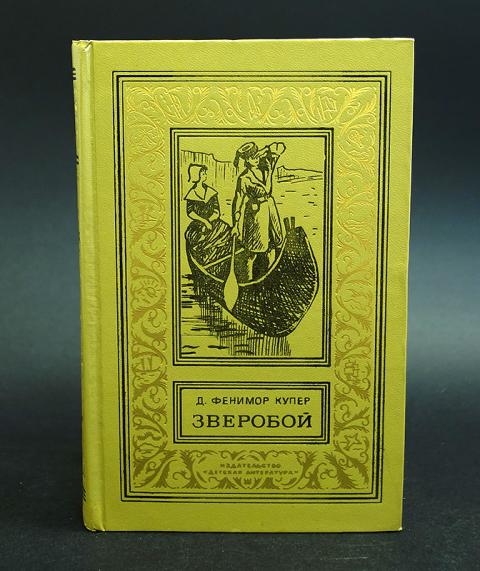 Д. ФЕНИМОР КУПЕР
ЗВЕРОБОЙ
ИЗДАТЕЛЬСТВО
"ДЕТСКАЯ ЛИТЕРАТУРА"